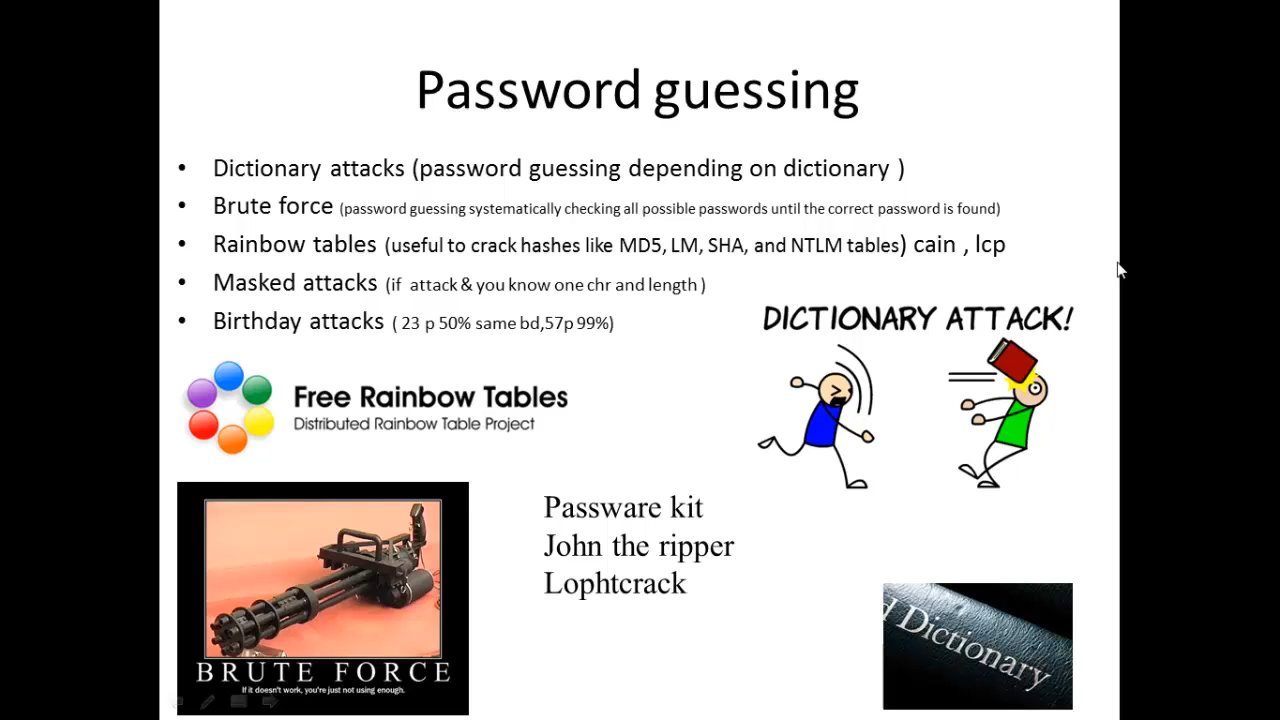 Password guessing
• Dictionary attacks (password guessing depending on dictionary )
• Brute force (password guessing systematically checking all possible passwords until the correct password is found)
• Rainbow tables (useful to crack hashes like MD5, LM, SHA, and NTLM tables) cain , lcp
• Masked attacks (if attack & you know one chr and length )
• Birthday attacks ( 23 p 50% same bd,57p 99%)
DICTIONARY ATTACK!
Free Rainbow Tables
Distributed Rainbow Table Project
Passware kit
John the ripper
Lophtcrack
BRUTE FORCE
If it doesn't work, you're just not using enough.
d Dictionary